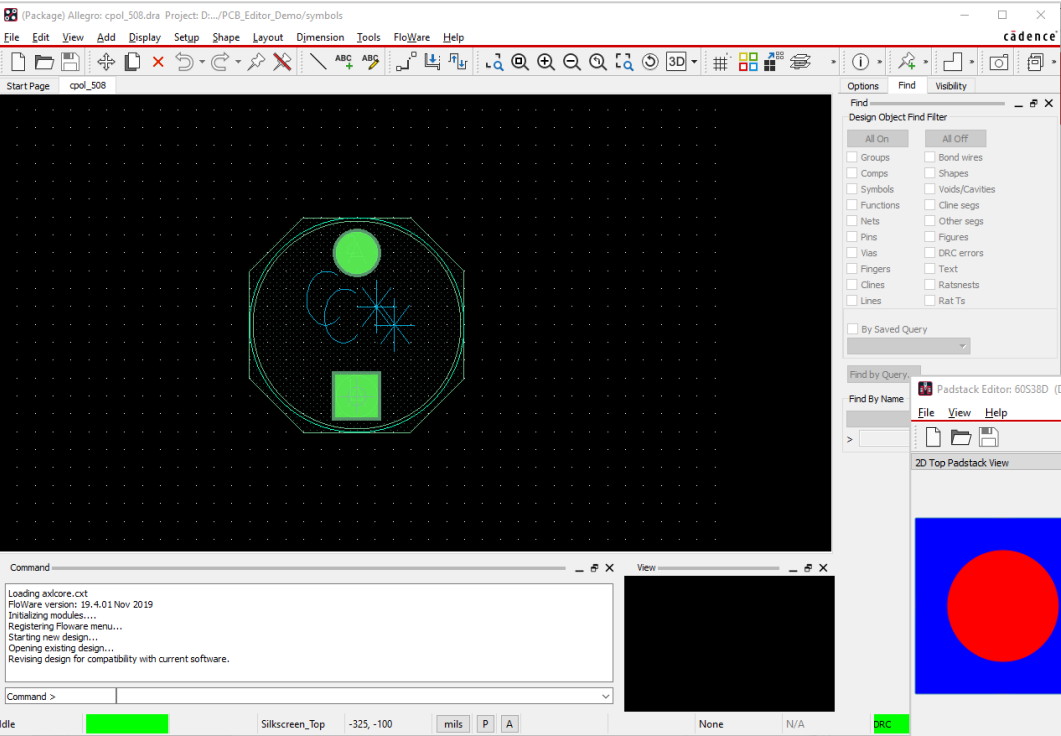 (Package) Allegro: cpol_508.dra Project: D:.../PCB_Editor_Demo/symbols
File Edit View Add Display Setup Shape Layout Dimension Tools FloWare Help
cādence
ABC ABC 3D
Start Page cpol_508
Options Find Visibility
Find
Design Object Find Filter
All On All Off
Groups Bond wires
Comps Shapes
Symbols Voids/Cavities
Functions Cline segs
Nets Other segs
Pins Figures
Vias DRC errors
Fingers Text
Clines Ratsnests
Lines Rat Ts
By Saved Query
Find by Query...
Find By Name
>
C*
C*
Padstack Editor: 60S38D (D
File View Help
2D Top Padstack View
Command
View
Loading axlcore.cxt
FloWare version: 19.4.01 Nov 2019
Initializing modules....
Registering Floware menu...
Starting new design...
Opening existing design...
Revising design for compatibility with current software.
Command >
Idle Silkscreen_Top -325, -100 mils P A None N/A DRC